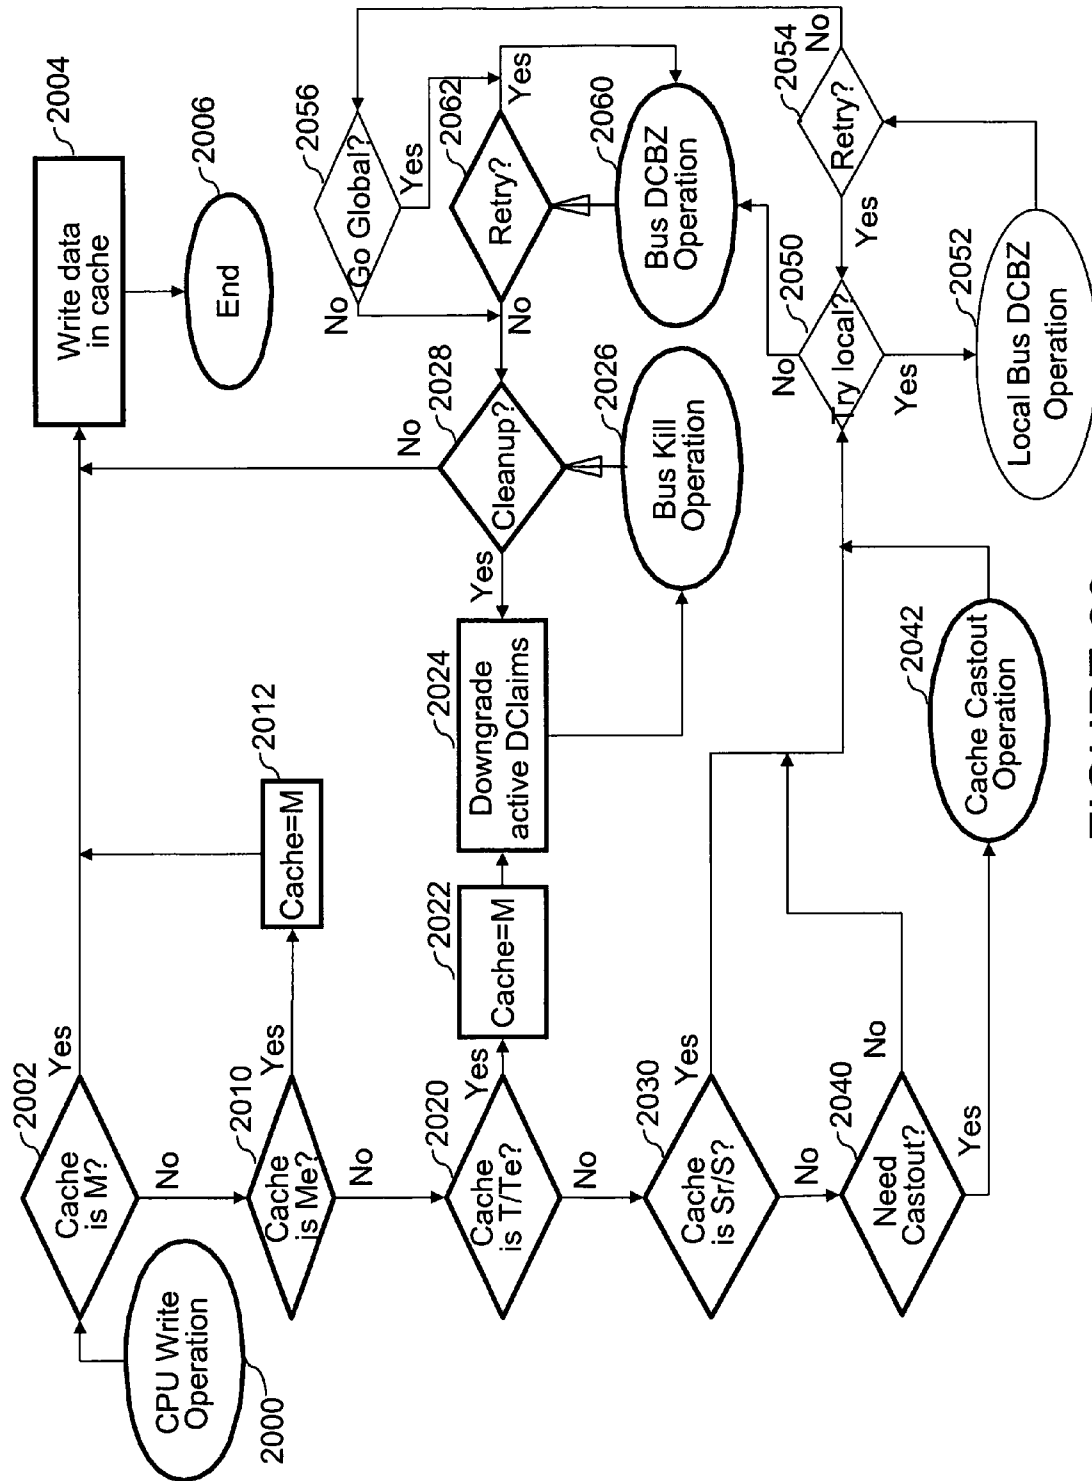 CPU Write
Operation
2000
Cache
is M?
2002
Yes
No
Write data
in cache
2004
End
2006
Cache
is Me?
2010
Yes
No
Cache=M
2012
Cache
is T/Te?
2020
Yes
No
Cache=M
2022
Downgrade
active DClaims
2024
Yes
Cleanup?
2028
No
Bus Kill
Operation
2026
Go Global?
2056
No
Yes
Retry?
2062
No
Yes
Bus DCBZ
Operation
2060
Cache
is Sr/S?
2030
Yes
No
Need
Castout?
2040
No
Yes
Cache Castout
Operation
2042
Try local?
2050
No
Yes
Retry?
2054
No
Yes
Local Bus DCBZ
Operation
2052
FIGURE